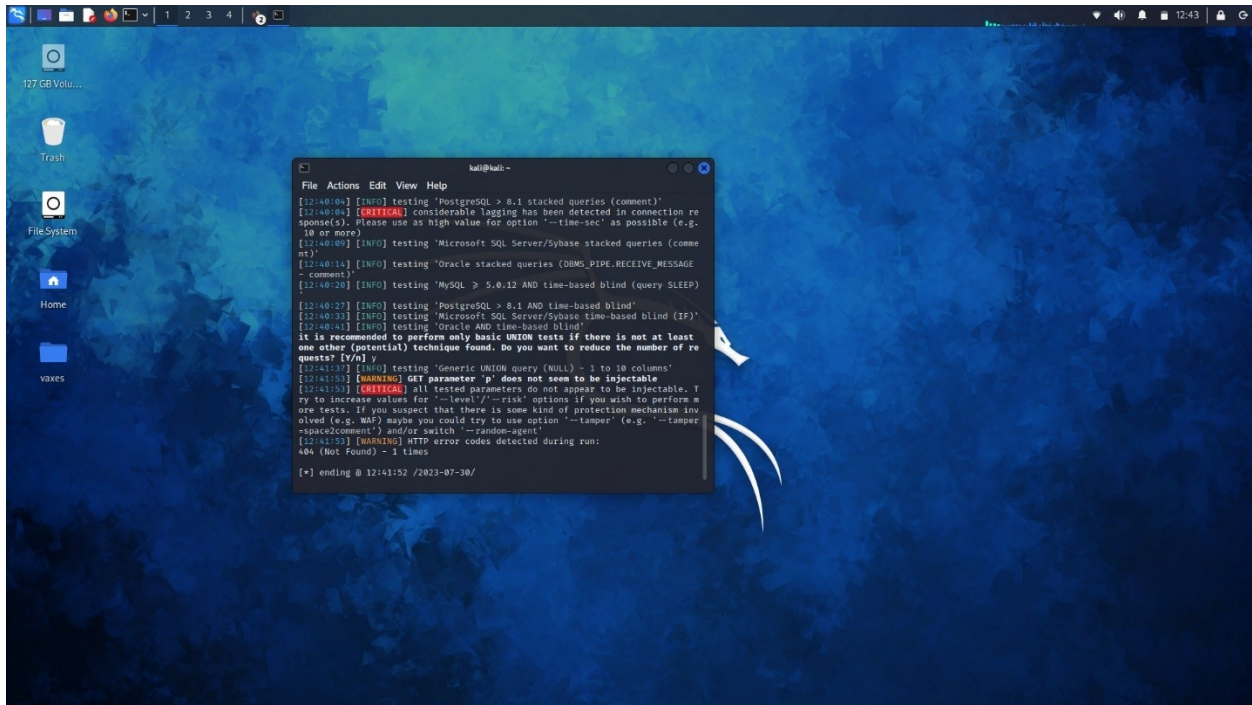 1 2 3 4
2
12:43
127 GB Volu...
Trash
File System
Home
vaxes
kali@kali: ~
File Actions Edit View Help
[12:40:04] [INFO] testing 'PostgreSQL > 8.1 stacked queries (comment)'
[12:40:04] [CRITICAL] considerable lagging has been detected in connection re
sponse(s). Please use as high value for option '--time-sec' as possible (e.g.
10 or more)
[12:40:09] [INFO] testing 'Microsoft SQL Server/Sybase stacked queries (comme
nt)'
[12:40:14] [INFO] testing 'Oracle stacked queries (DBMS_PIPE.RECEIVE_MESSAGE
- comment)'
[12:40:20] [INFO] testing 'MySQL ≥ 5.0.12 AND time-based blind (query SLEEP)
'
[12:40:27] [INFO] testing 'PostgreSQL > 8.1 AND time-based blind'
[12:40:33] [INFO] testing 'Microsoft SQL Server/Sybase time-based blind (IF)'
[12:40:41] [INFO] testing 'Oracle AND time-based blind'
it is recommended to perform only basic UNION tests if there is not at least
one other (potential) technique found. Do you want to reduce the number of re
quests? [Y/n] y
[12:41:37] [INFO] testing 'Generic UNION query (NULL) - 1 to 10 columns'
[12:41:53] [WARNING] GET parameter 'p' does not seem to be injectable
[12:41:53] [CRITICAL] all tested parameters do not appear to be injectable. T
ry to increase values for '--level'/'--risk' options if you wish to perform m
ore tests. If you suspect that there is some kind of protection mechanism inv
olved (e.g. WAF) maybe you could try to use option '--tamper' (e.g. '--tamper
=space2comment') and/or switch '--random-agent'
[12:41:53] [WARNING] HTTP error codes detected during run:
404 (Not Found) - 1 times
[*] ending @ 12:41:52 /2023-07-30/